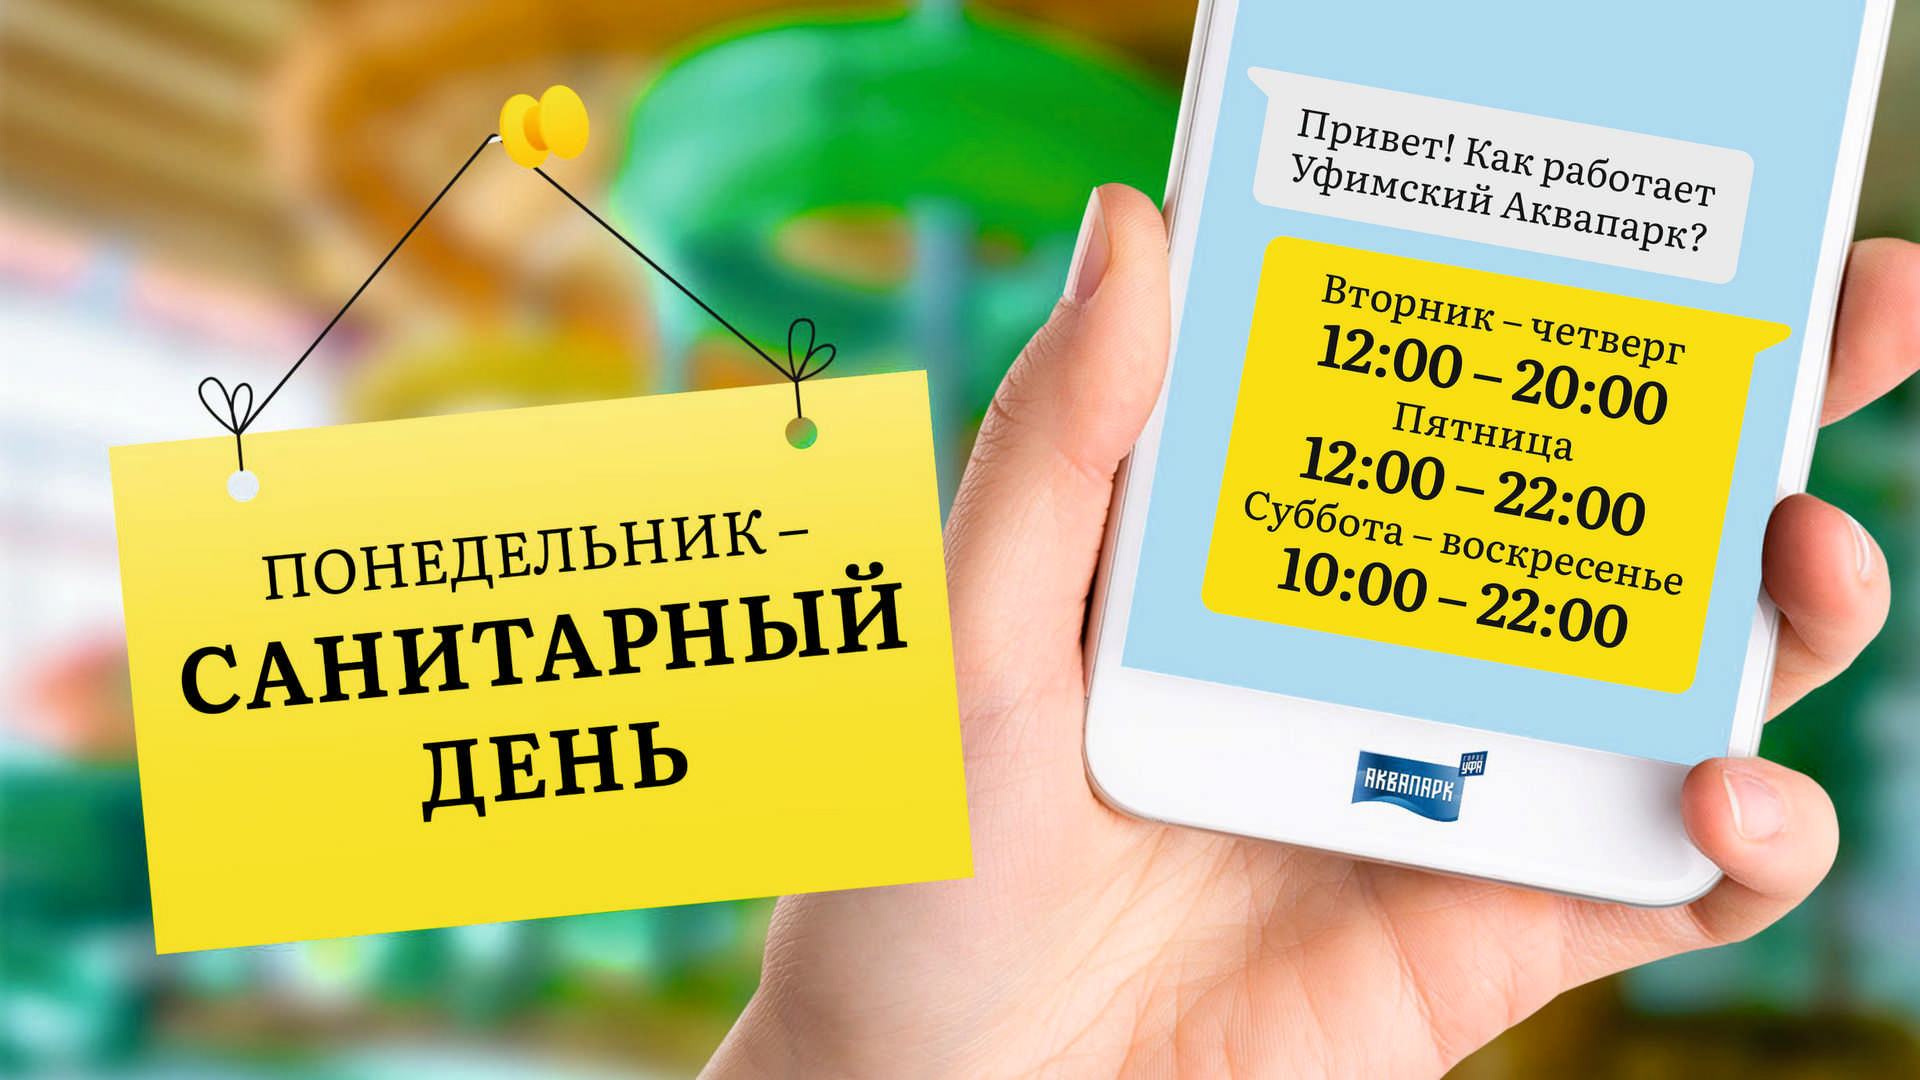 ПОНЕДЕЛЬНИК –
САНИТАРНЫЙ
ДЕНЬ
Привет! Как работает
Уфимский Аквапарк?
Вторник – четверг
12:00 – 20:00
Пятница
12:00 – 22:00
Суббота – воскресенье
10:00 – 22:00
ГОРОД
УФА
АКВАПАРК